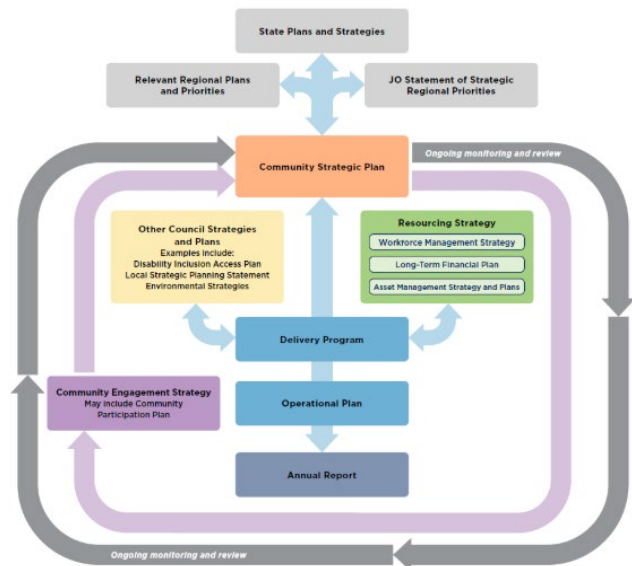 State Plans and Strategies
Relevant Regional Plans
and Priorities
JO Statement of Strategic
Regional Priorities
Community Strategic Plan
Ongoing monitoring and review
Other Council Strategies
and Plans
Examples include:
Disability Inclusion Access Plan
Local Strategic Planning Statement
Environmental Strategies
Resourcing Strategy
Workforce Management Strategy
Long-Term Financial Plan
Asset Management Strategy and Plans
Delivery Program
Community Engagement Strategy
May include Community
Participation Plan
Operational Plan
Annual Report
Ongoing monitoring and review